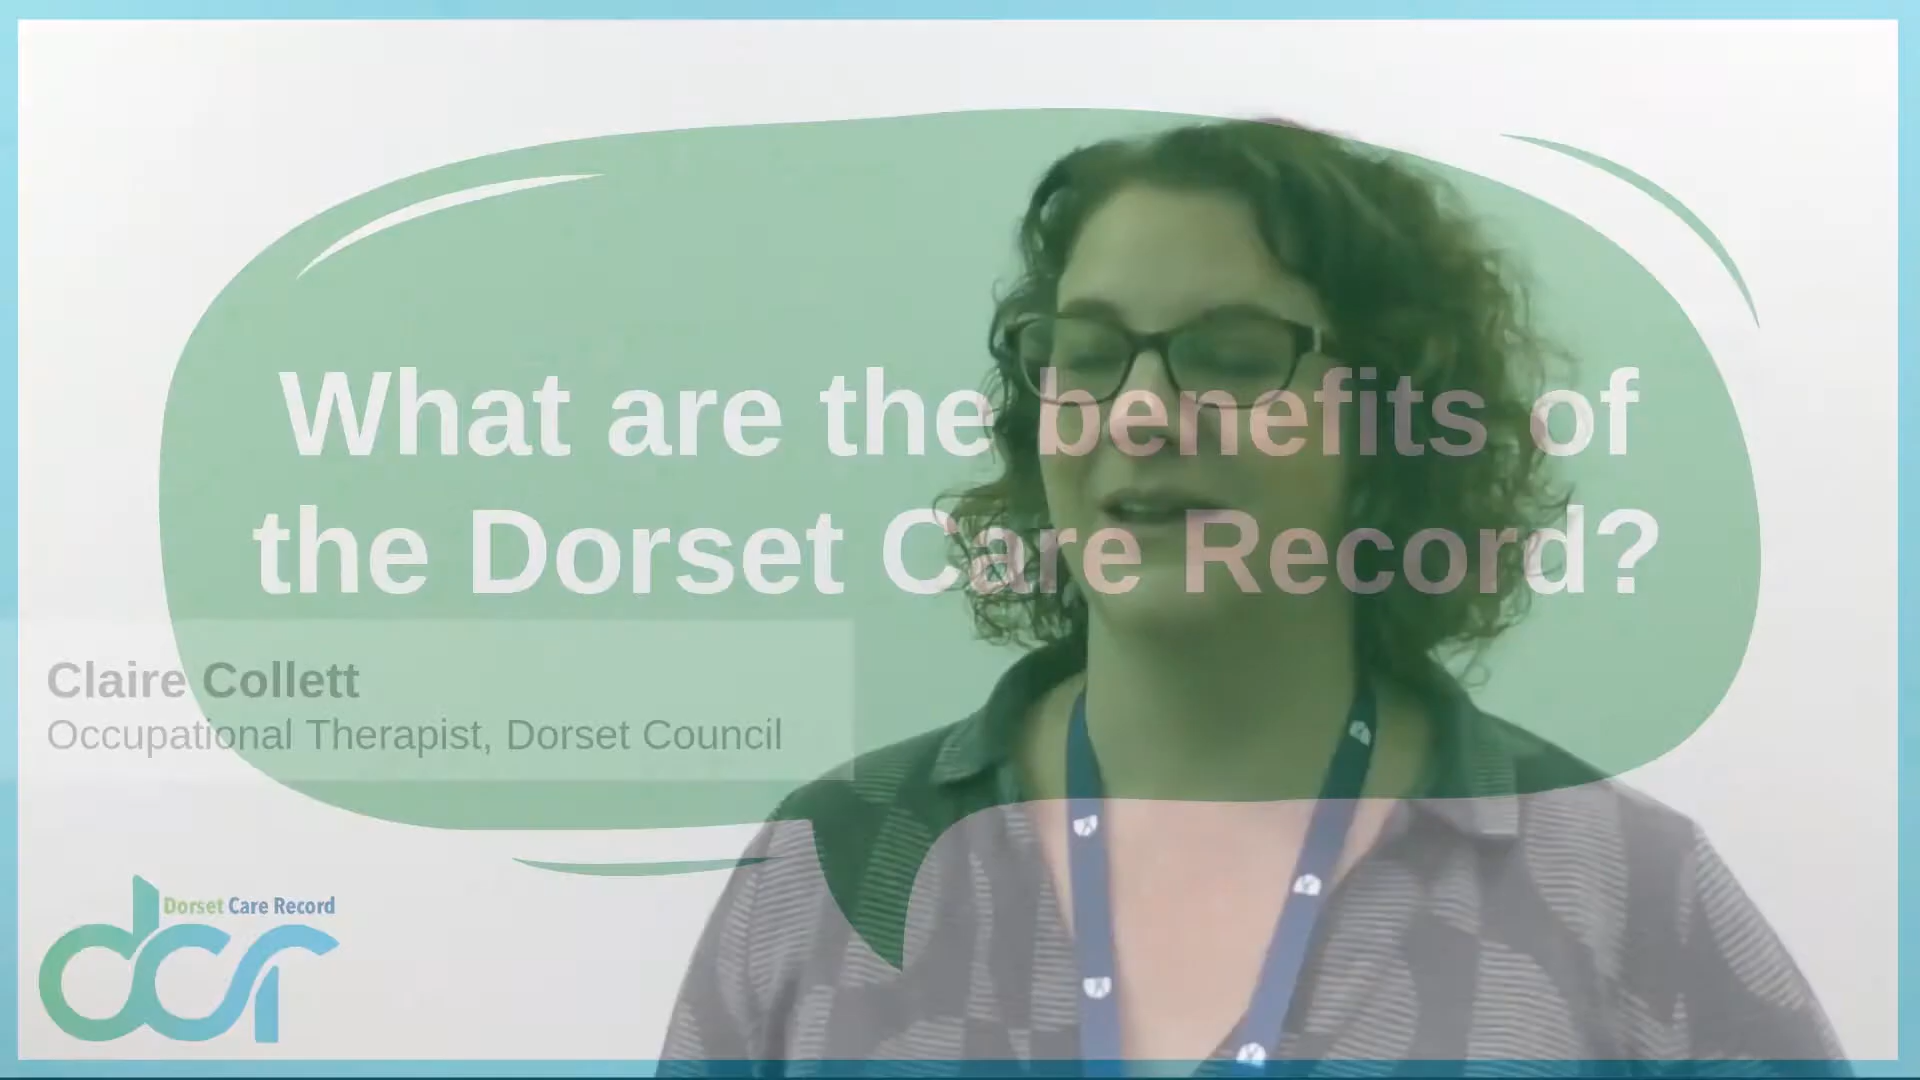 What are the benefits of
the Dorset Care Record?
Claire Collett
Occupational Therapist, Dorset Council
Dorset Care Record
dcr